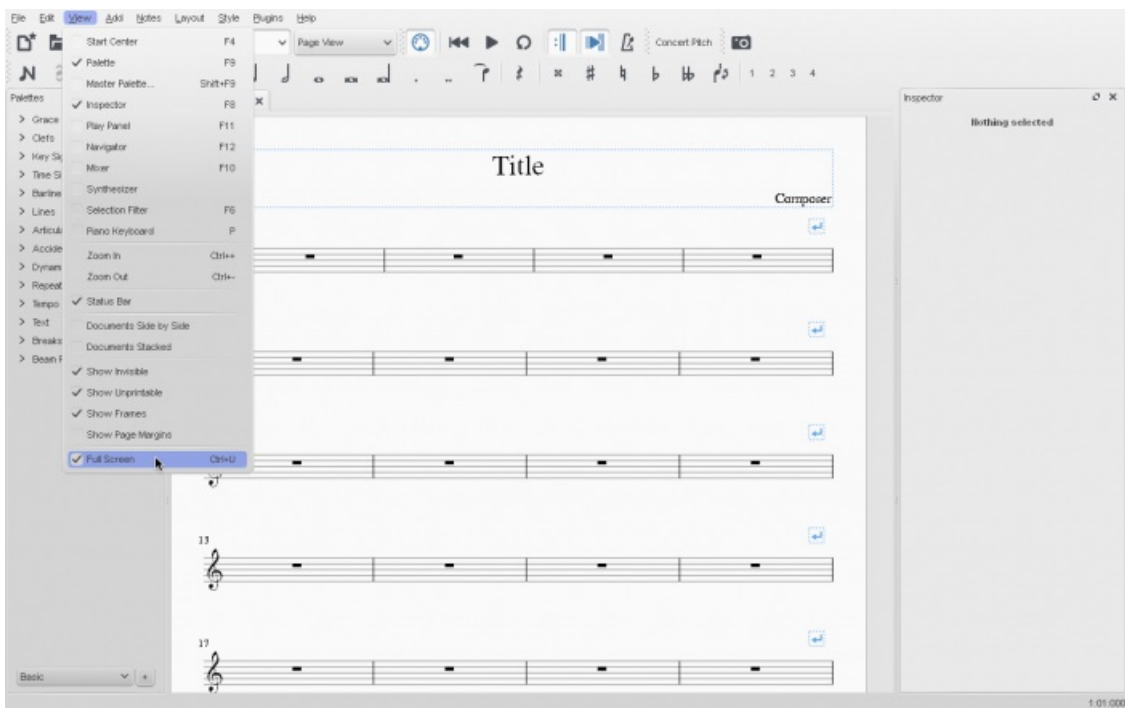 File Edit View Add Notes Layout Style Plugins Help
Start Center F4
Palette F9
Master Palette... Shift+F9
Inspector F8
Play Panel F11
Navigator F12
Mixer F10
Synthesizer
Selection Filter F6
Piano Keyboard P
Zoom In Ctrl++
Zoom Out Ctrl+-
Status Bar
Documents Side by Side
Documents Stacked
Show Invisible
Show Unprintable
Show Frames
Show Page Margins
Full Screen Ctrl+U
Page View
Concert Pitch
1 2 3 4
Palettes
Grace
Clefs
Key Si
Time Si
Barline
Lines
Articul
Accide
Dynam
Repeat
Tempo
Text
Breaks
Beam
Basic
+
Title
Composer
13
17
Inspector
Nothing selected
1:01:000